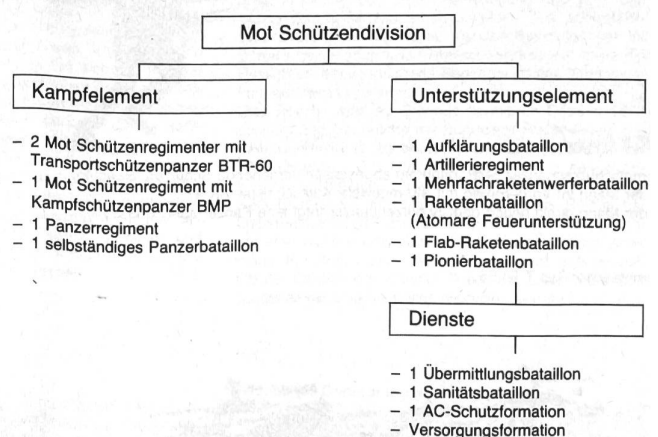 Mot Schützendivision
Kampfelement
– 2 Mot Schützenregimenter mit
Transportschützenpanzer BTR-60
– 1 Mot Schützenregiment mit
Kampfschützenpanzer BMP
– 1 Panzerregiment
– 1 selbständiges Panzerbataillon
Unterstützungselement
– 1 Aufklärungsbataillon
– 1 Artillerieregiment
– 1 Mehrfachraketenwerferbataillon
– 1 Raketenbataillon
(Atomare Feuerunterstützung)
– 1 Flab-Raketenbataillon
– 1 Pionierbataillon
Dienste
– 1 Übermittlungsbataillon
– 1 Sanitätsbataillon
– 1 AC-Schutzformation
– Versorgungsformation